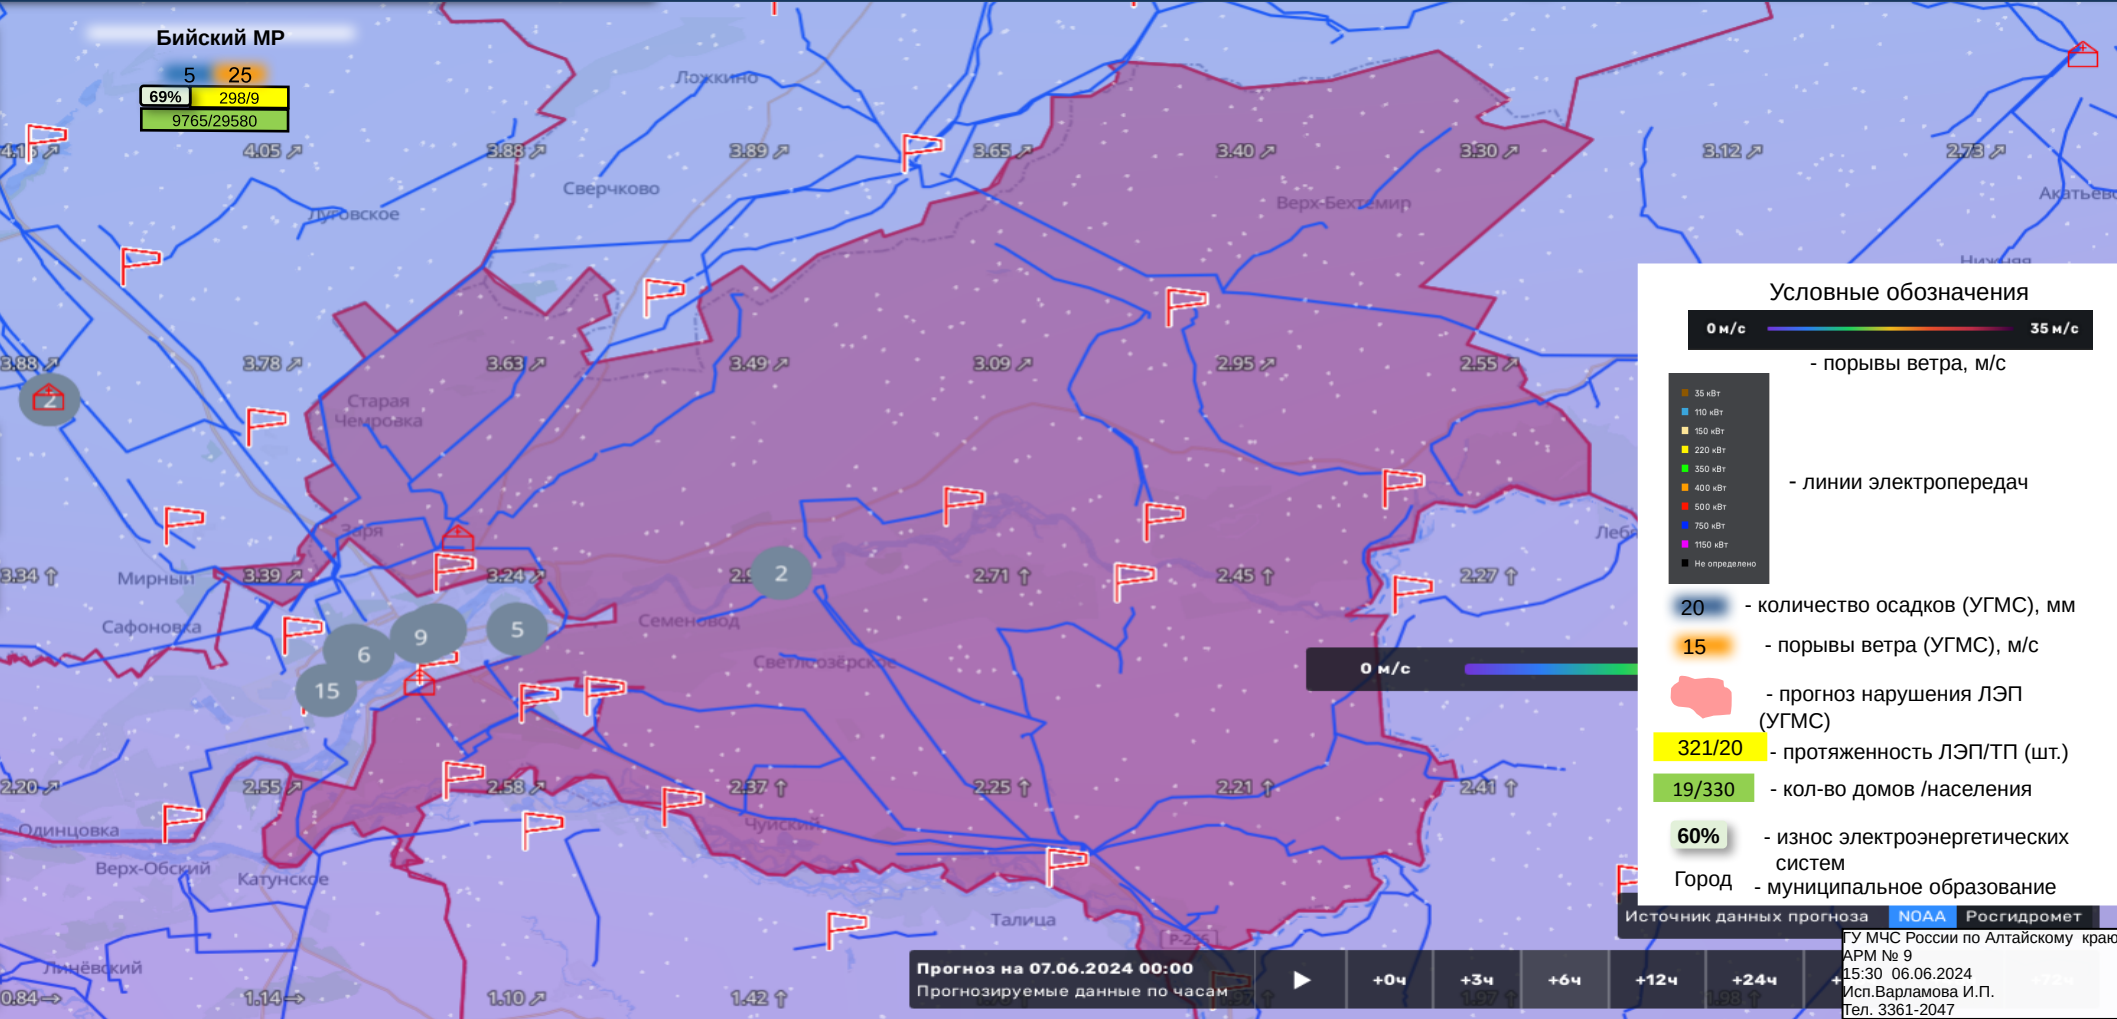 Бийский МР
5 25
69% 298/9
9765/29580
Ложкино
4.05 ↗ 3.88 ↗ 3.89 ↗ 3.65 ↗ 3.40 ↗ 3.30 ↗ 3.12 ↗ 2.73 ↗
Сверчково
Верх-Бехтемир
Луговское
Нижняя
Условные обозначения
0 м/с 35 м/с
- порывы ветра, м/с
3.88 ↗ 3.78 ↗ 3.63 ↗ 3.49 ↗ 3.09 ↗ 2.95 ↗ 2.55 ↗
35 кВт
110 кВт
150 кВт
220 кВт
350 кВт
400 кВт
500 кВт
750 кВт
1150 кВт
Не определено
- линии электропередач
2
Старая
Чемровка
Заря
Мирный
3.34 ↑ 3.39 ↗ 3.24 ↗ 2 2.71 ↑ 2.45 ↑ 2.27 ↑
20 - количество осадков (УГМС), мм
Сафоновка
Семеновод
9 5
6
15
15 - порывы ветра (УГМС), м/с
Светлоозёрское
0 м/с
- прогноз нарушения ЛЭП
(УГМС)
321/20 - протяженность ЛЭП/ТП (шт.)
2.20 ↗ 2.55 ↗ 2.58 ↗ 2.37 ↑ 2.25 ↑ 2.21 ↑ 2.41 ↑
19/330 - кол-во домов /населения
Одинцовка
Чуйский
60% - износ электроэнергетических
систем
Верх-Обский
Катунское
Город - муниципальное образование
Талица
Источник данных прогноза NOAA Росгидромет
Линёвский
0.84 → 1.14 → 1.10 ↗ 1.42 ↑
Прогноз на 07.06.2024 00:00
Прогнозируемые данные по часам
+0ч +3ч +6ч +12ч +24ч
ГУ МЧС России по Алтайскому краю
АРМ № 9
15:30 06.06.2024
Исп.Варламова И.П.
Тел. 3361-2047